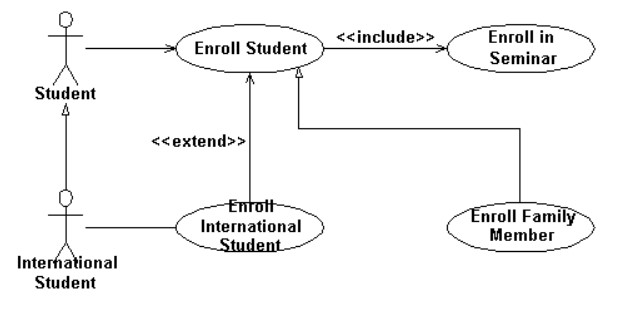 Enroll Student
<<include>>
Enroll in
Seminar
Student
<<extend>>
Enroll
International
Student
Enroll Family
Member
International
Student